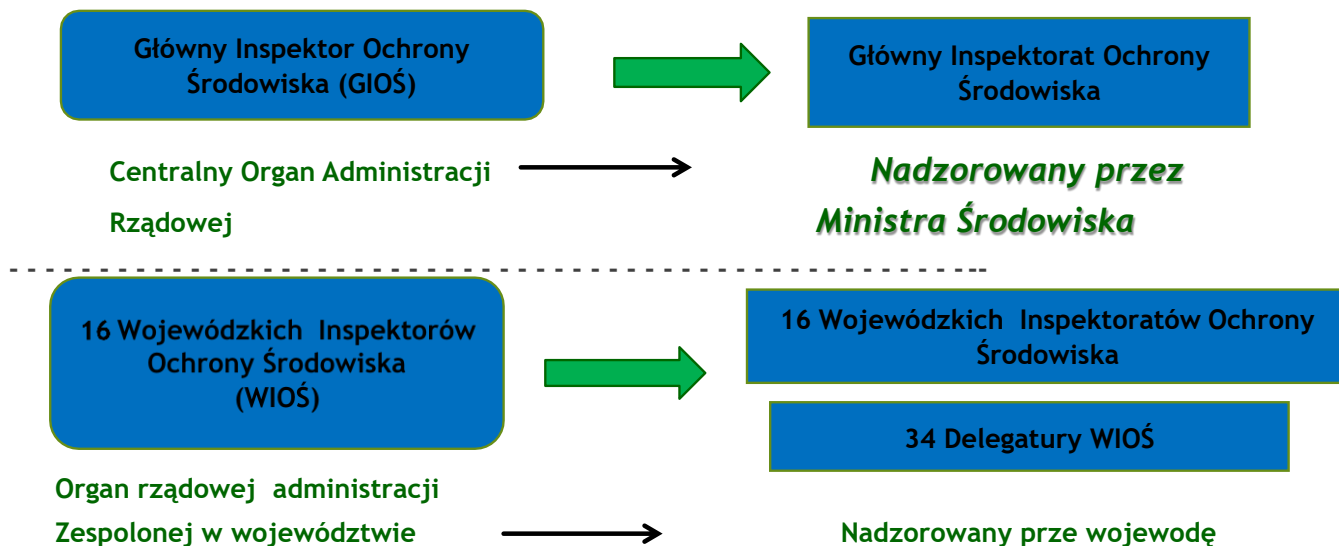 Główny Inspektor Ochrony
Środowiska (GIOŚ)
Główny Inspektorat Ochrony
Środowiska
Centralny Organ Administracji
Rządowej
Nadzorowany przez
Ministra Środowiska
16 Wojewódzkich Inspektorów
Ochrony Środowiska
(WIOŚ)
16 Wojewódzkich Inspektoratów Ochrony
Środowiska
34 Delegatury WIOŚ
Organ rządowej administracji
Zespolonej w województwie
Nadzorowany prze wojewodę